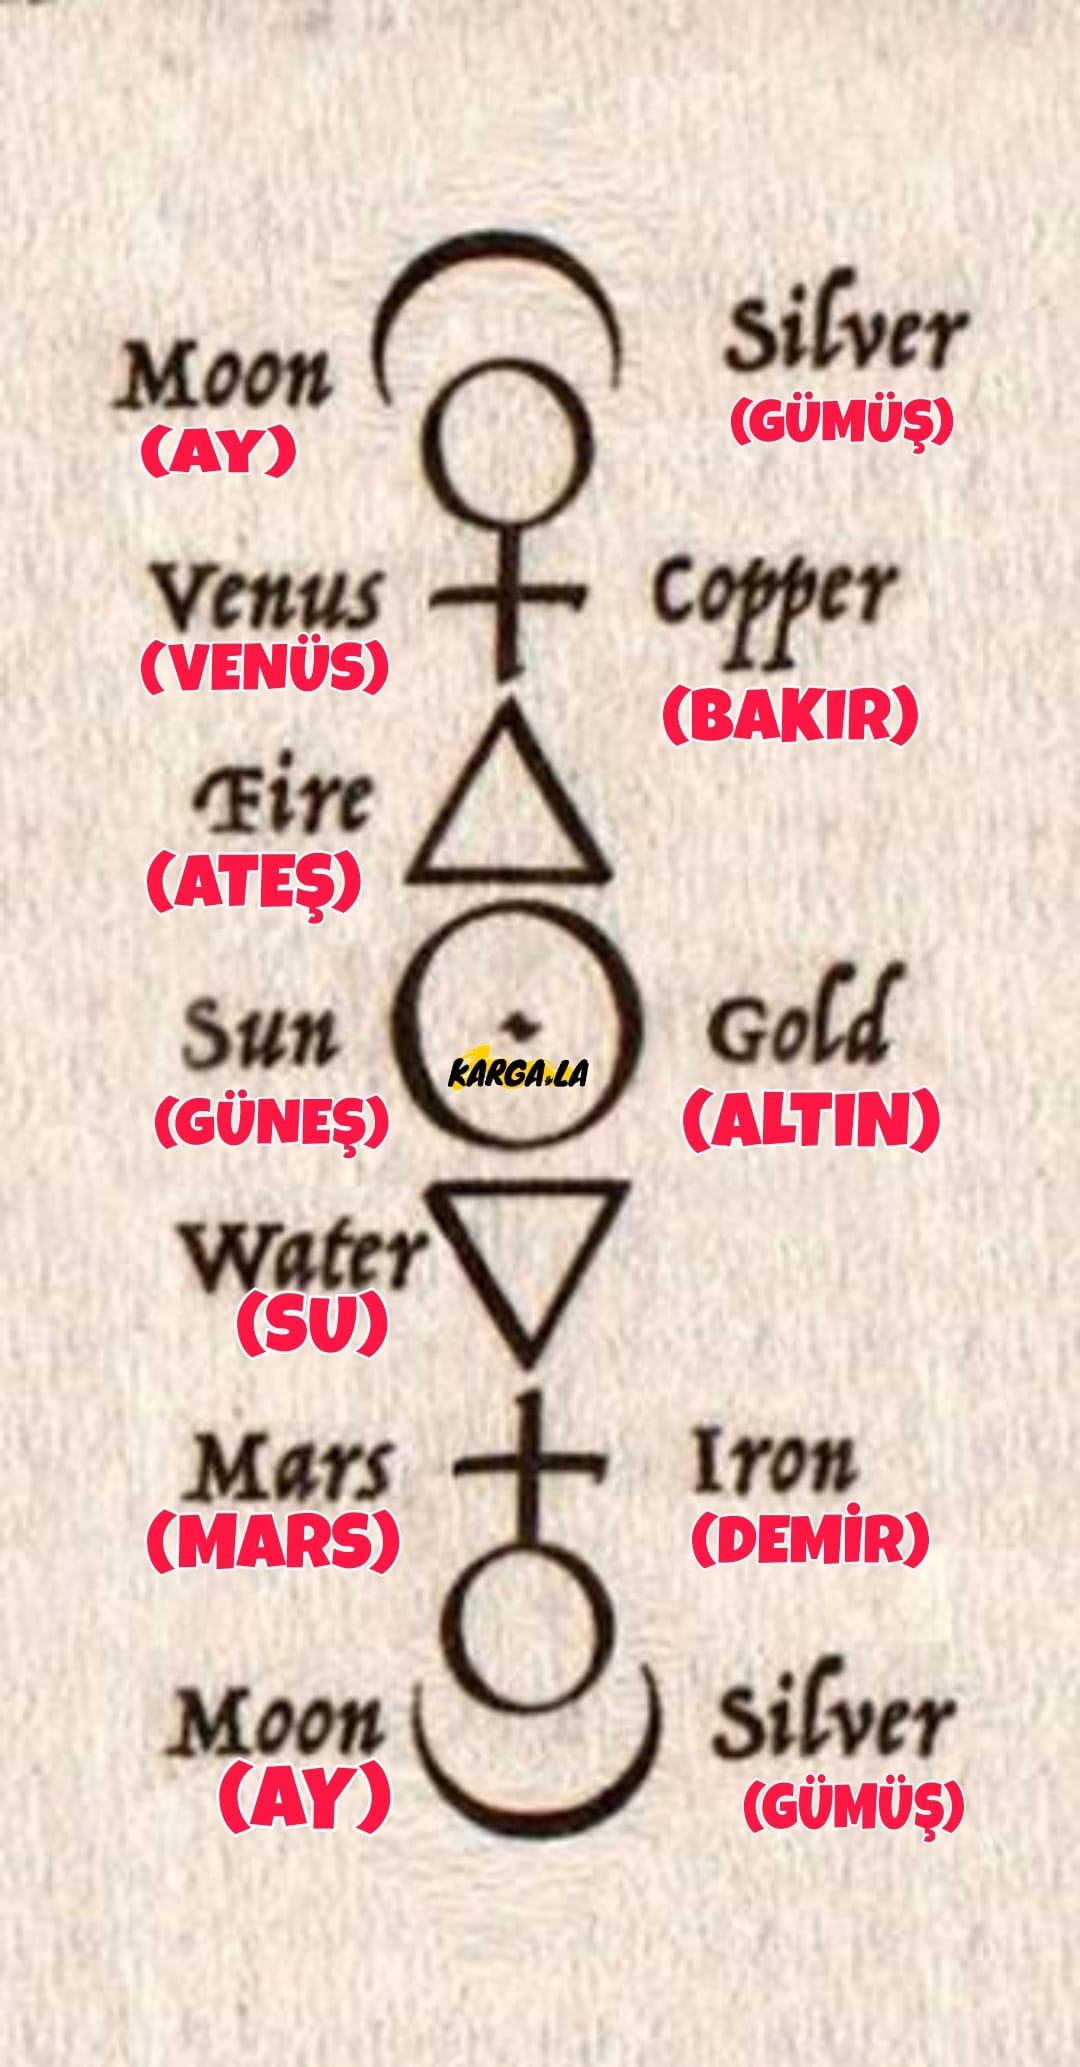 Moon
(AY)
Silver
(GÜMÜŞ)
Venus
(VENÜS)
Copper
(BAKIR)
Fire
(ATEŞ)
Sun
(GÜNEŞ)
KARGA.LA
Gold
(ALTIN)
Water
(SU)
Mars
(MARS)
Iron
(DEMİR)
Moon
(AY)
Silver
(GÜMÜŞ)